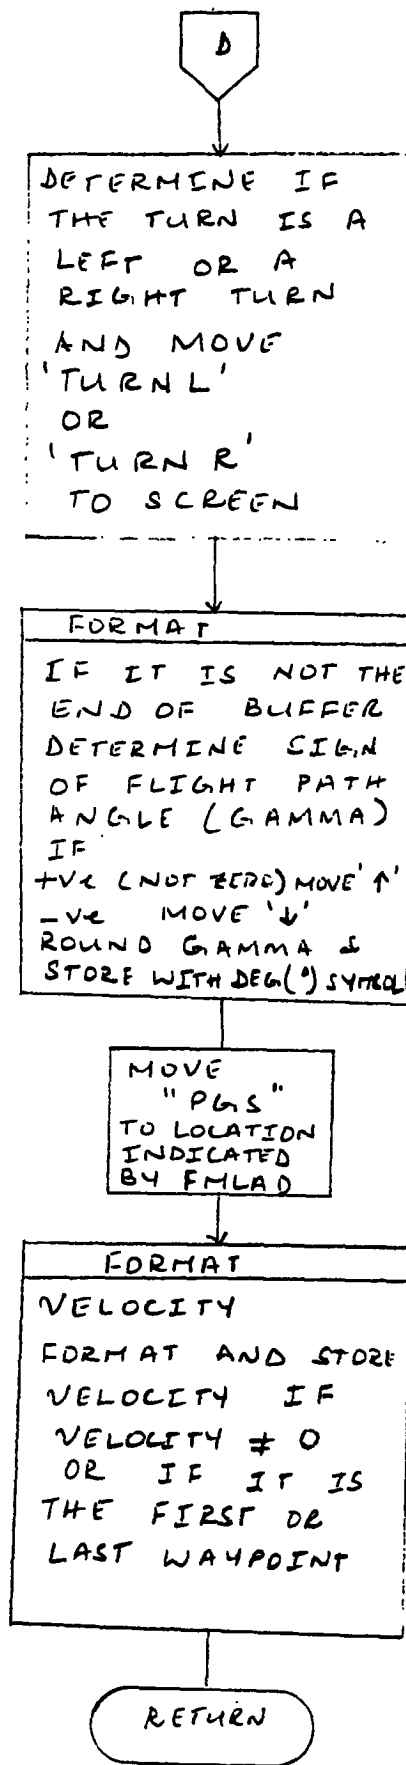 D
DETERMINE IF
THE TURN IS A
LEFT OR A
RIGHT TURN
AND MOVE
'TURN L'
OR
'TURN R'
TO SCREEN
FORMAT
IF IT IS NOT THE
END OF BUFFER
DETERMINE SIGN
OF FLIGHT PATH
ANGLE (GAMMA)
IF
+ve (NOT ZERO) MOVE '↑'
-ve MOVE '↓'
ROUND GAMMA &
STORE WITH DEG(°) SYMBOL
MOVE
"PGS"
TO LOCATION
INDICATED
BY FMLAD
FORMAT
VELOCITY
FORMAT AND STORE
VELOCITY IF
VELOCITY ≠ 0
OR IF IT IS
THE FIRST OR
LAST WAYPOINT
RETURN